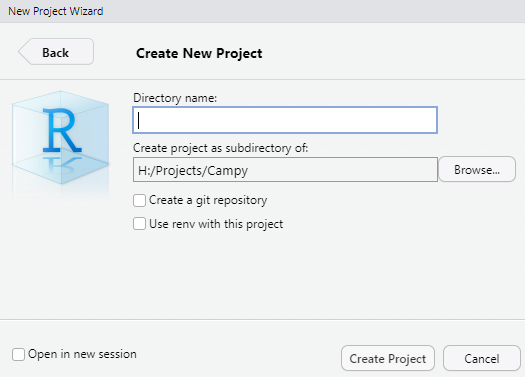 New Project Wizard
Back
Create New Project
R
Directory name:
Create project as subdirectory of:
H:/Projects/Campy
Browse...
Create a git repository
Use renv with this project
Open in new session
Create Project
Cancel